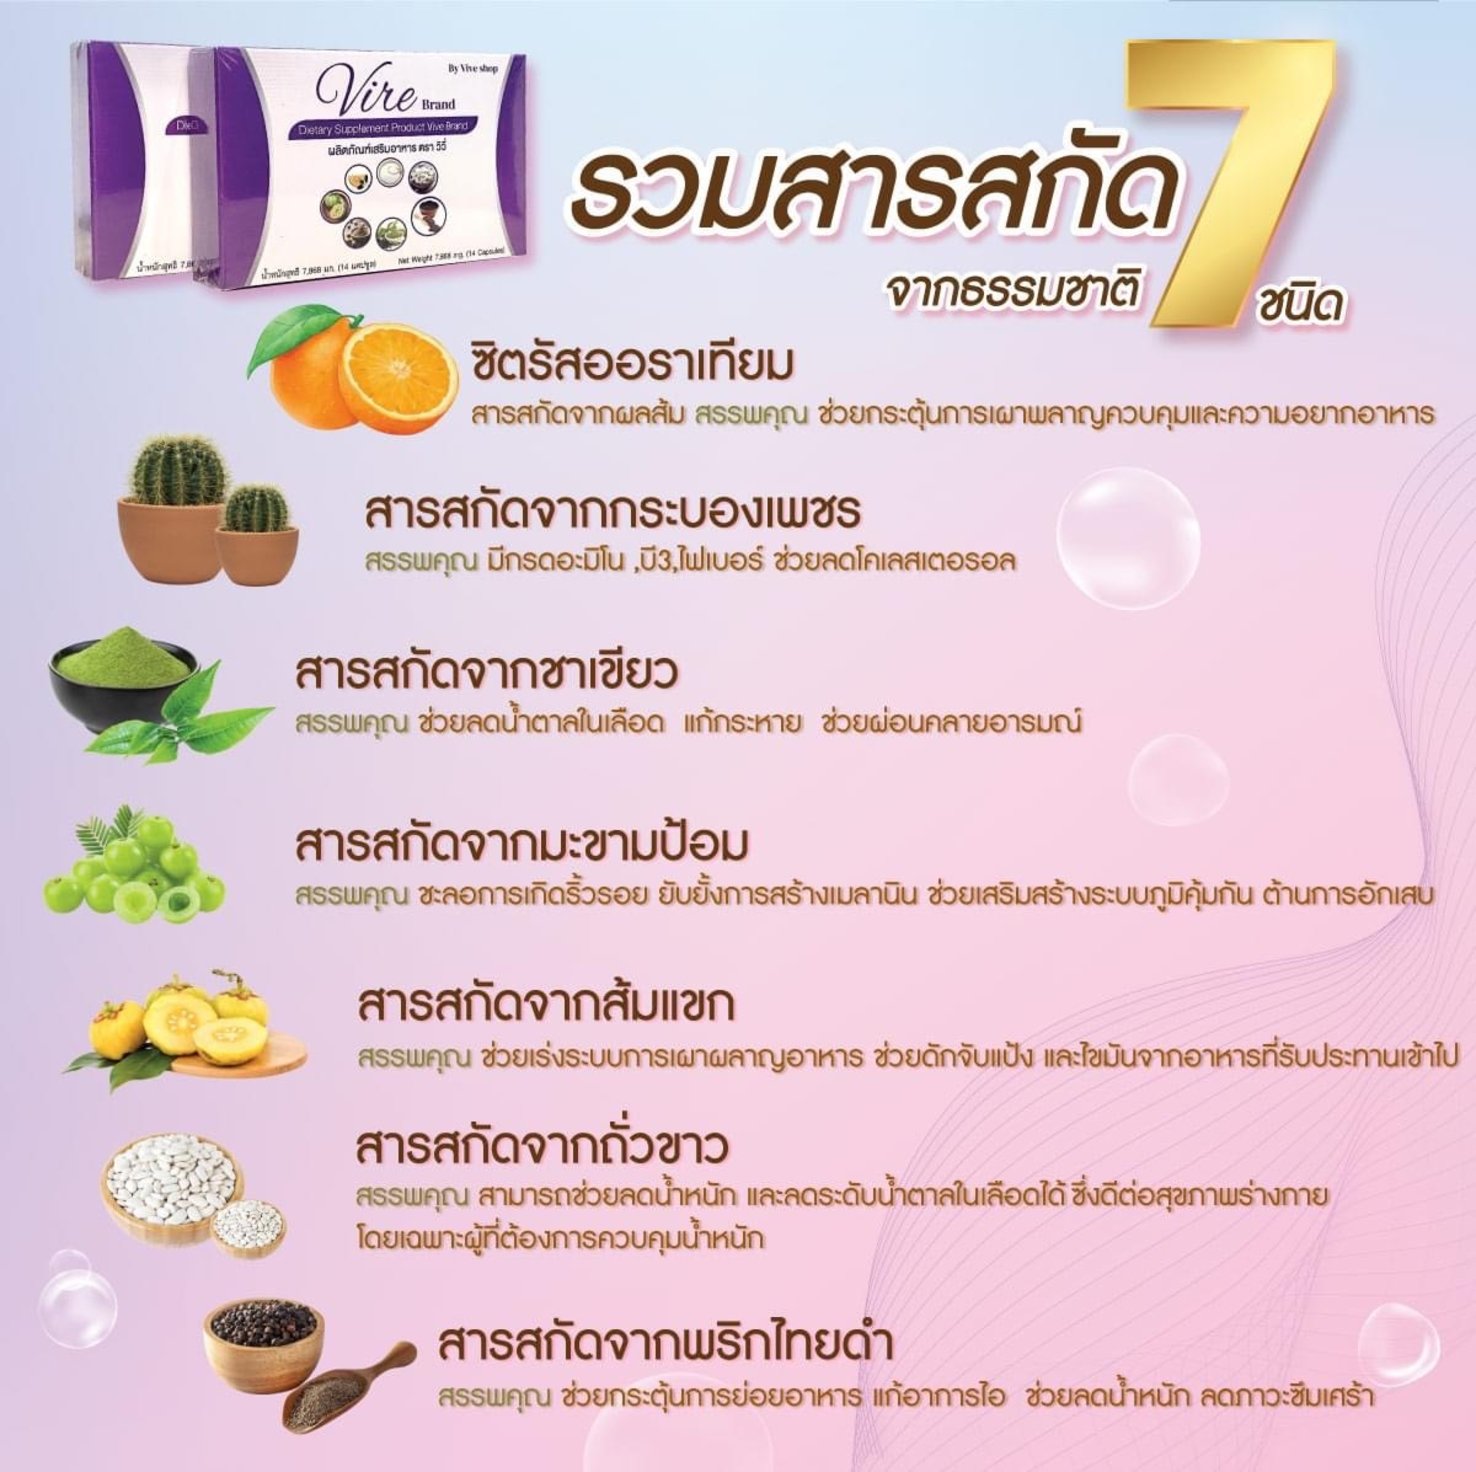 Vire Brand
By Vive shop
Dietary Supplement Product Vive Brand
ผลิตภัณฑ์เสริมอาหาร ตรา วีวี่
น้ำหนักสุทธิ 7,868 มก. (14 แคปซูล)
Net Weight 7,868 mg. (14 Capsules)
น้ำหนักสุทธิ
รวมสารสกัด 7
จากธรรมชาติ ชนิด
ซิตรัสออราเทียม
สารสกัดจากผลส้ม สรรพคุณ ช่วยกระตุ้นการเผาพลาญควบคุมและความอยากอาหาร
สารสกัดจากกระบองเพชร
สรรพคุณ มีกรดอะมิโน ,บี3,ไฟเบอร์ ช่วยลดโคเลสเตอรอล
สารสกัดจากชาเขียว
สรรพคุณ ช่วยลดน้ำตาลในเลือด แก้กระหาย ช่วยผ่อนคลายอารมณ์
สารสกัดจากมะขามป้อม
สรรพคุณ ชะลอการเกิดริ้วรอย ยับยั้งการสร้างเมลานิน ช่วยเสริมสร้างระบบภูมิคุ้มกัน ต้านการอักเสบ
สารสกัดจากส้มแขก
สรรพคุณ ช่วยเร่งระบบการเผาผลาญอาหาร ช่วยดักจับแป้ง และไขมันจากอาหารที่รับประทานเข้าไป
สารสกัดจากถั่วขาว
สรรพคุณ สามารถช่วยลดน้ำหนัก และลดระดับน้ำตาลในเลือดได้ ซึ่งดีต่อสุขภาพร่างกาย
โดยเฉพาะผู้ที่ต้องการควบคุมน้ำหนัก
สารสกัดจากพริกไทยดำ
สรรพคุณ ช่วยกระตุ้นการย่อยอาหาร แก้อาการไอ ช่วยลดน้ำหนัก ลดภาวะซึมเศร้า